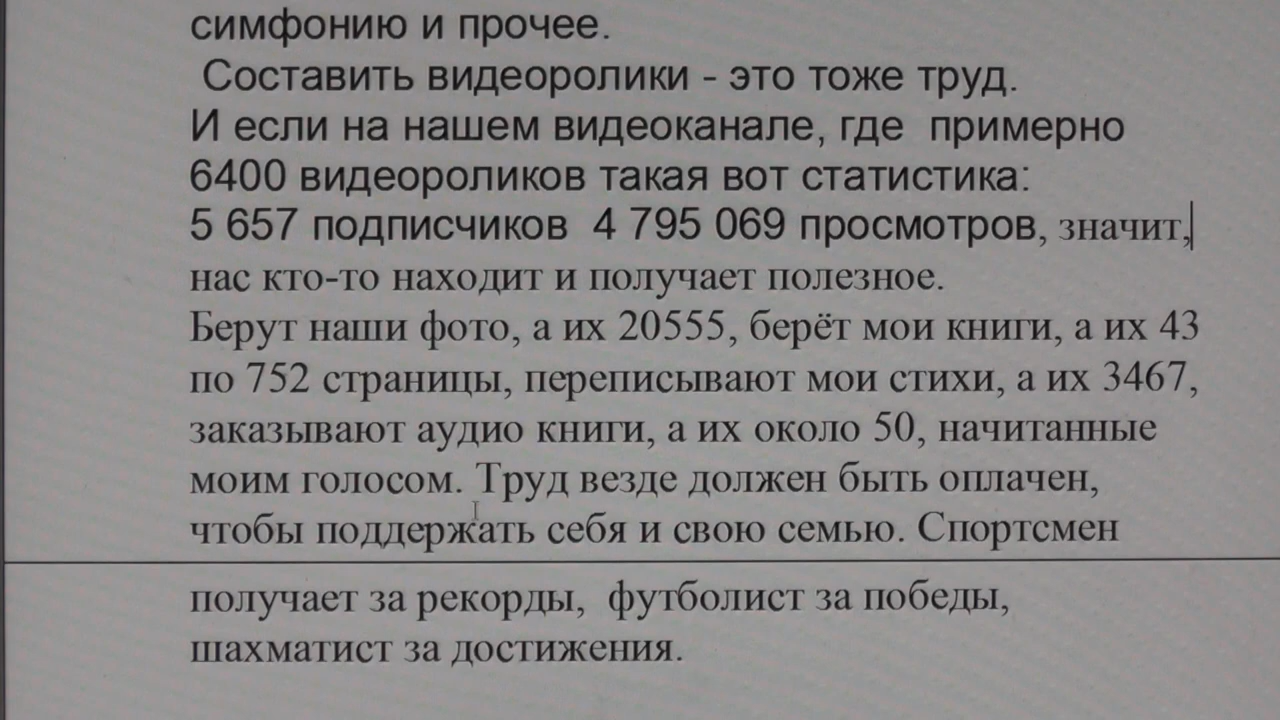 симфонию и прочее.
Составить видеоролики - это тоже труд.
И если на нашем видеоканале, где примерно
6400 видеороликов такая вот статистика:
5 657 подписчиков 4 795 069 просмотров, значит,
нас кто-то находит и получает полезное.
Берут наши фото, а их 20555, берёт мои книги, а их 43
по 752 страницы, переписывают мои стихи, а их 3467,
заказывают аудио книги, а их около 50, начитанные
моим голосом. Труд везде должен быть оплачен,
чтобы поддержать себя и свою семью. Спортсмен
получает за рекорды, футболист за победы,
шахматист за достижения.